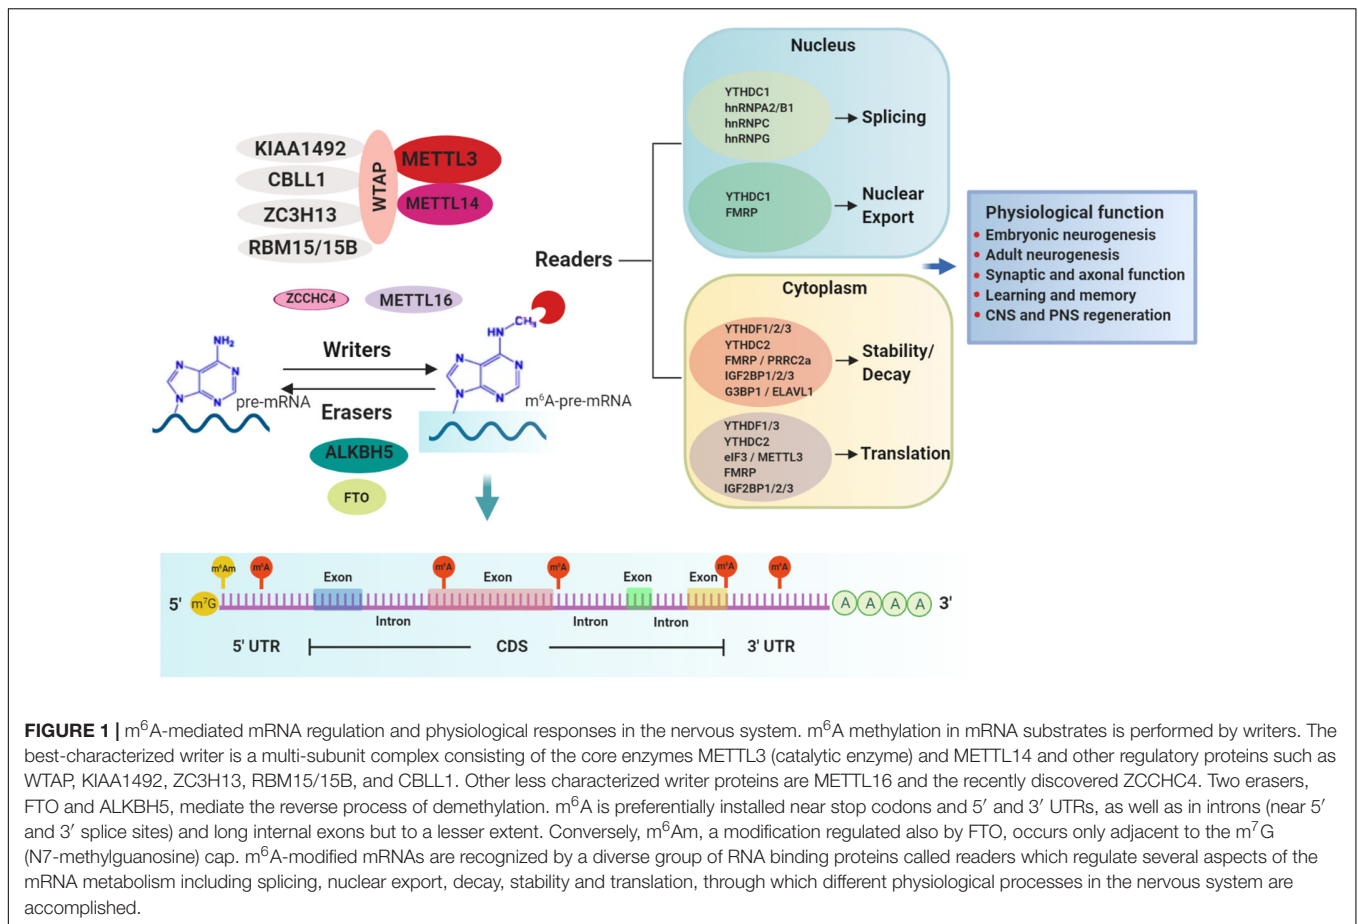 Nucleus
YTHDC1
hnRNPA2/B1
hnRNPC
hnRNPG
Splicing
YTHDC1
FMRP
Nuclear
Export
KIAA1492
CBLL1
ZC3H13
RBM15/15B
WTAP
METTL3
METTL14
ZCCHC4
METTL16
Readers
Physiological function
• Embryonic neurogenesis
• Adult neurogenesis
• Synaptic and axonal function
• Learning and memory
• CNS and PNS regeneration
Cytoplasm
YTHDF1/2/3
YTHDC2
FMRP / PRRC2a
IGF2BP1/2/3
G3BP1 / ELAVL1
Stability/
Decay
YTHDF1/3
YTHDC2
eIF3 / METTL3
FMRP
IGF2BP1/2/3
Translation
NH₂
N
N
N
N
pre-mRNA
Writers
Erasers
HN
CH₃
N
N
N
N
m⁶A-pre-mRNA
ALKBH5
FTO
m⁶Am
m⁶A
m⁶A
m⁶A
m⁶A
m⁶A
Exon
Exon
Exon
Exon
5'
m⁷G
A A A A
3'
Intron
Intron
Intron
5' UTR
CDS
3' UTR
FIGURE 1 | m⁶A-mediated mRNA regulation and physiological responses in the nervous system. m⁶A methylation in mRNA substrates is performed by writers. The
best-characterized writer is a multi-subunit complex consisting of the core enzymes METTL3 (catalytic enzyme) and METTL14 and other regulatory proteins such as
WTAP, KIAA1492, ZC3H13, RBM15/15B, and CBLL1. Other less characterized writer proteins are METTL16 and the recently discovered ZCCHC4. Two erasers,
FTO and ALKBH5, mediate the reverse process of demethylation. m⁶A is preferentially installed near stop codons and 5′ and 3′ UTRs, as well as in introns (near 5′
and 3′ splice sites) and long internal exons but to a lesser extent. Conversely, m⁶Am, a modification regulated also by FTO, occurs only adjacent to the m⁷G
(N7-methylguanosine) cap. m⁶A-modified mRNAs are recognized by a diverse group of RNA binding proteins called readers which regulate several aspects of the
mRNA metabolism including splicing, nuclear export, decay, stability and translation, through which different physiological processes in the nervous system are
accomplished.